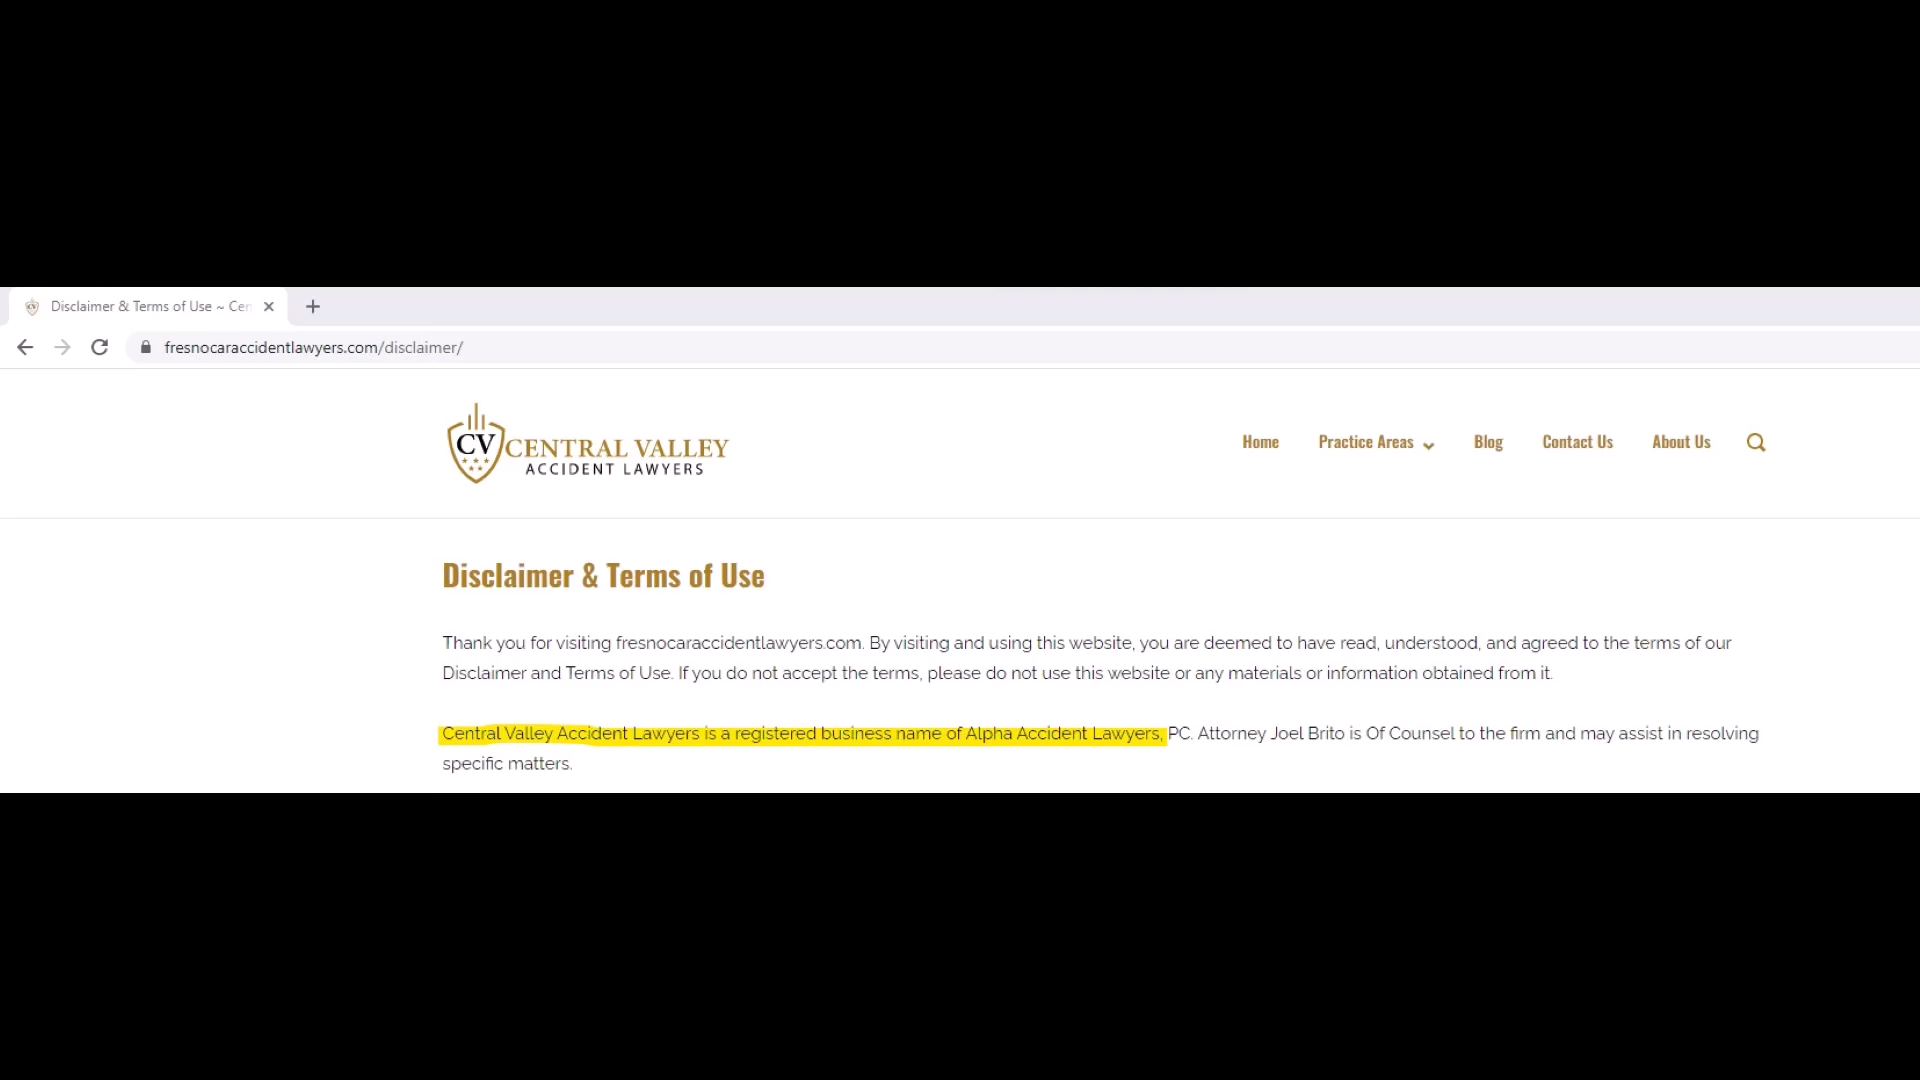 Disclaimer & Terms of Use ~ Cen
fresnocaraccidentlawyers.com/disclaimer/
CV
CENTRAL VALLEY
ACCIDENT LAWYERS
Home Practice Areas Blog Contact Us About Us
Disclaimer & Terms of Use
Thank you for visiting fresnocaraccidentlawyers.com. By visiting and using this website, you are deemed to have read, understood, and agreed to the terms of our
Disclaimer and Terms of Use. If you do not accept the terms, please do not use this website or any materials or information obtained from it.
Central Valley Accident Lawyers is a registered business name of Alpha Accident Lawyers, PC. Attorney Joel Brito is Of Counsel to the firm and may assist in resolving
specific matters.